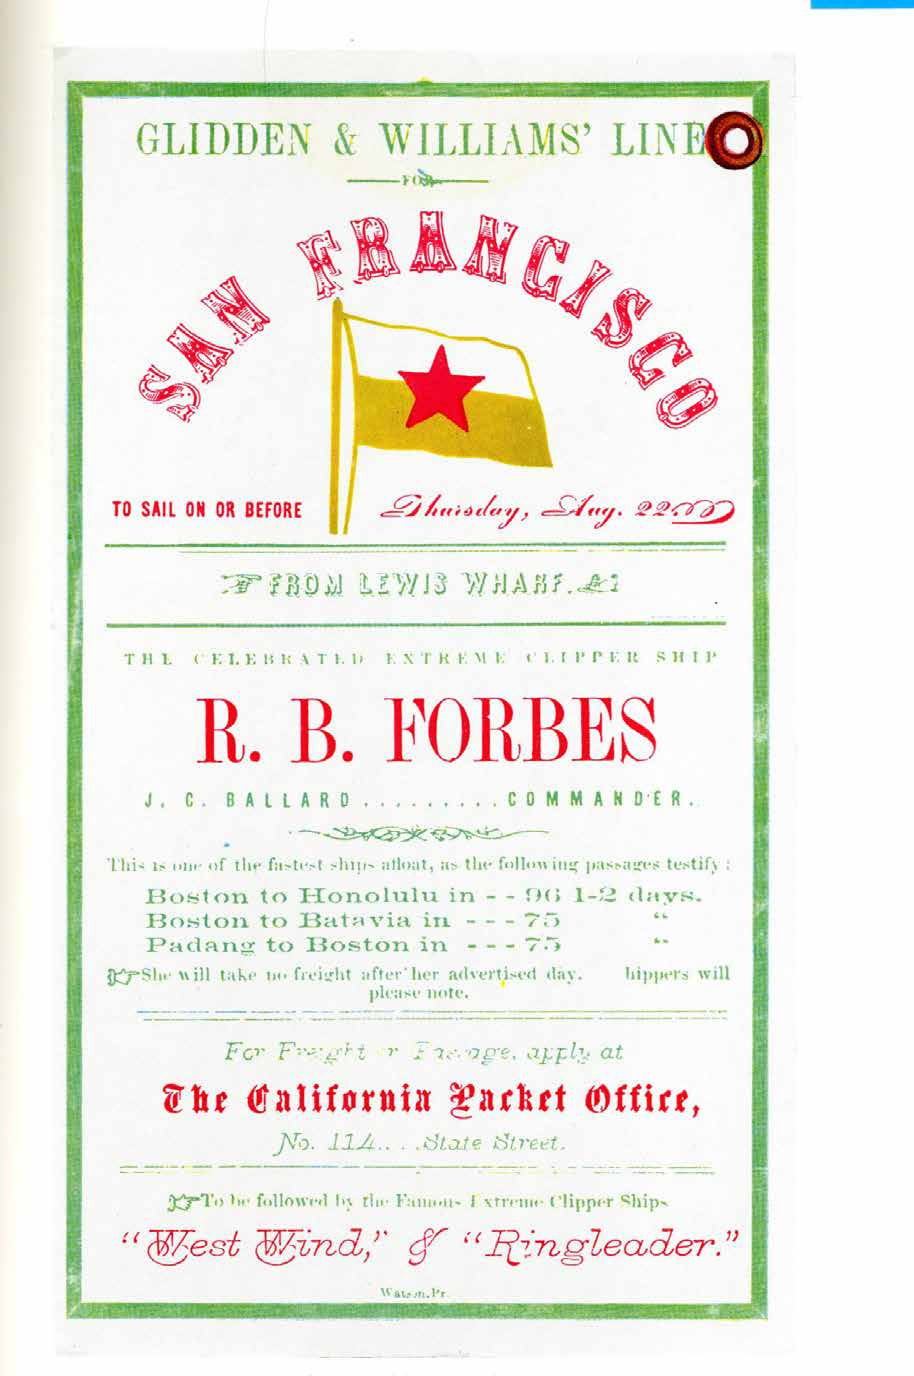 GLIDDEN & WILLIAMS' LINE
FOR
SAN FRANCISCO
TO SAIL ON OR BEFORE Thursday, Aug. 22
FROM LEWIS WHARF.
THE CELEBRATED EXTREME CLIPPER SHIP
R. B. FORBES
J. C. BALLARD.........COMMANDER.
This is one of the fastest ships afloat, as the following passages testify:
Boston to Honolulu in - - 96 1-2 days.
Boston to Batavia in - - - 75 "
Padang to Boston in - - - 75 "
She will take no freight after her advertised day. hippers will
please note.
For Freight or Passage, apply at
The California Packet Office,
No. 114....State Street.
To be followed by the Famous Extreme Clipper Ships
"West Wind," & "Ringleader."
Watson, Pr.